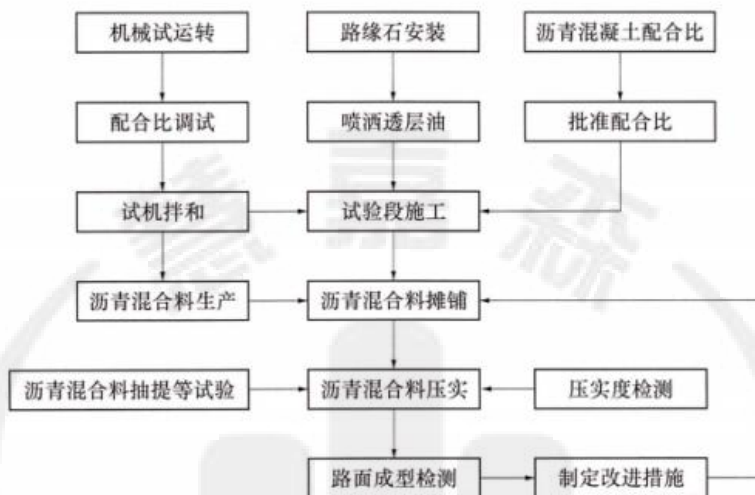 机械试运转
路缘石安装
沥青混凝土配合比
配合比调试
喷洒透层油
批准配合比
试机拌和
试验段施工
沥青混合料生产
沥青混合料摊铺
沥青混合料抽提等试验
沥青混合料压实
压实度检测
路面成型检测
制定改进措施
嘉森